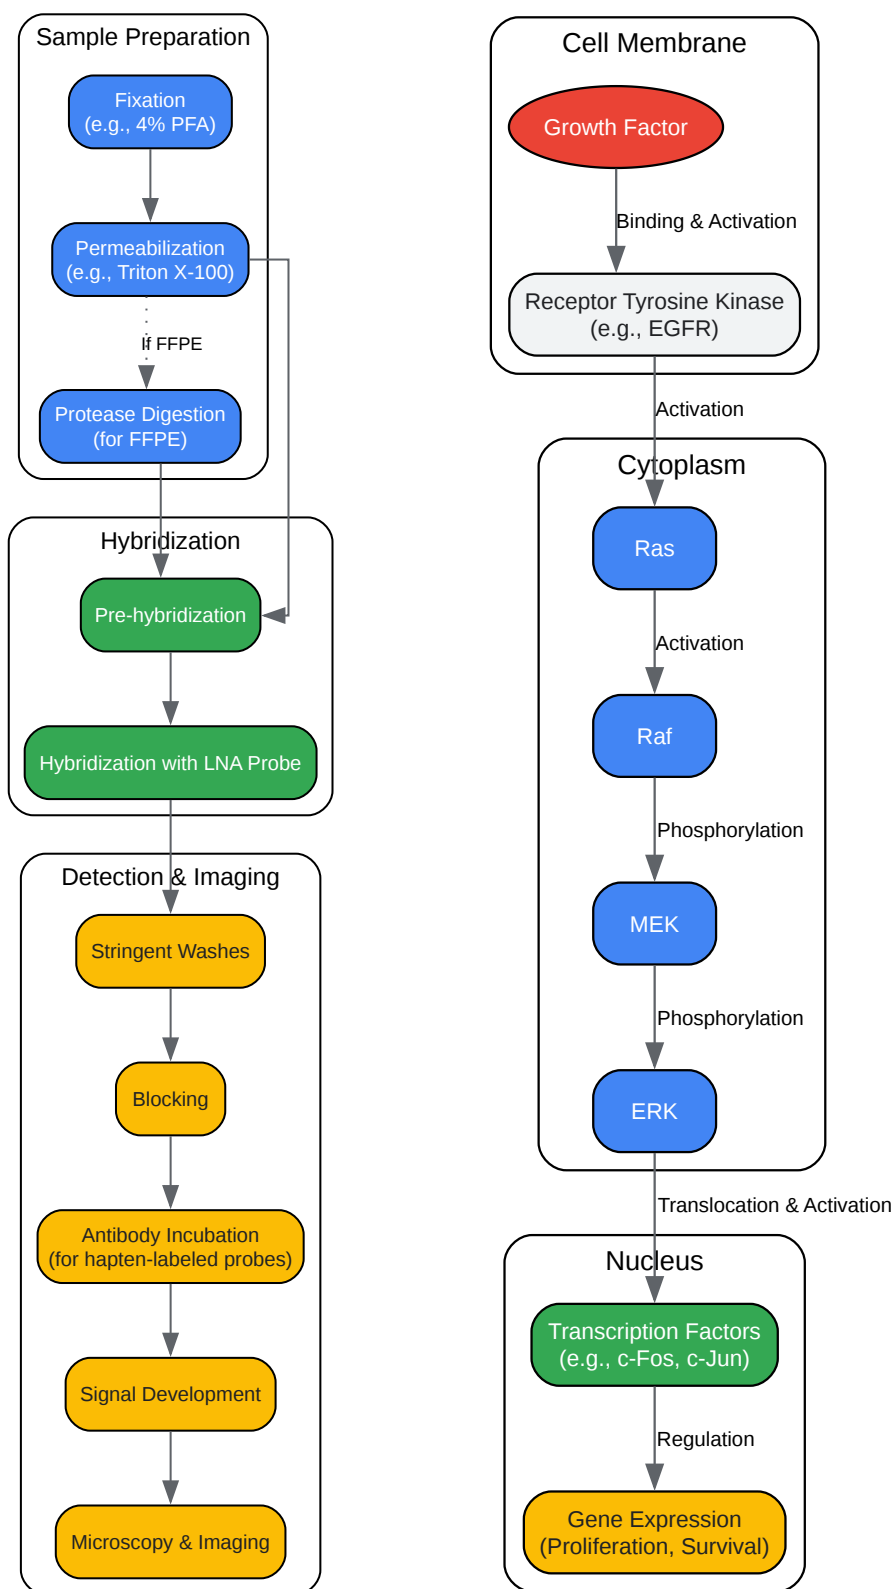 Sample Preparation
Fixation
(e.g., 4% PFA)
Permeabilization
(e.g., Triton X-100)
If FFPE
Protease Digestion
(for FFPE)
Hybridization
Pre-hybridization
Hybridization with LNA Probe
Detection & Imaging
Stringent Washes
Blocking
Antibody Incubation
(for hapten-labeled probes)
Signal Development
Microscopy & Imaging
Cell Membrane
Growth Factor
Binding & Activation
Receptor Tyrosine Kinase
(e.g., EGFR)
Activation
Cytoplasm
Ras
Activation
Raf
Phosphorylation
MEK
Phosphorylation
ERK
Translocation & Activation
Nucleus
Transcription Factors
(e.g., c-Fos, c-Jun)
Regulation
Gene Expression
(Proliferation, Survival)